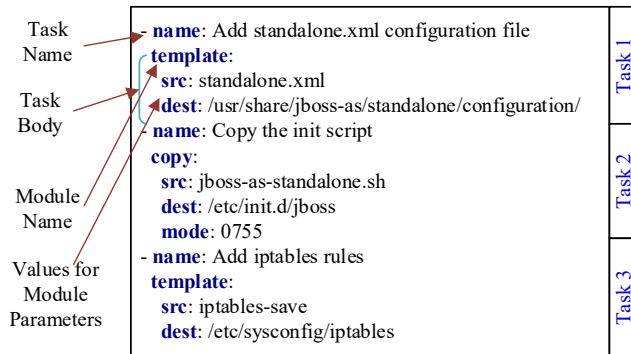 Task
Name
Task
Body
Module
Name
Values for
Module
Parameters
- name: Add standalone.xml configuration file
template:
src: standalone.xml
dest: /usr/share/jboss-as/standalone/configuration/
- name: Copy the init script
copy:
src: jboss-as-standalone.sh
dest: /etc/init.d/jboss
mode: 0755
- name: Add iptables rules
template:
src: iptables-save
dest: /etc/sysconfig/iptables
Task 1
Task 2
Task 3